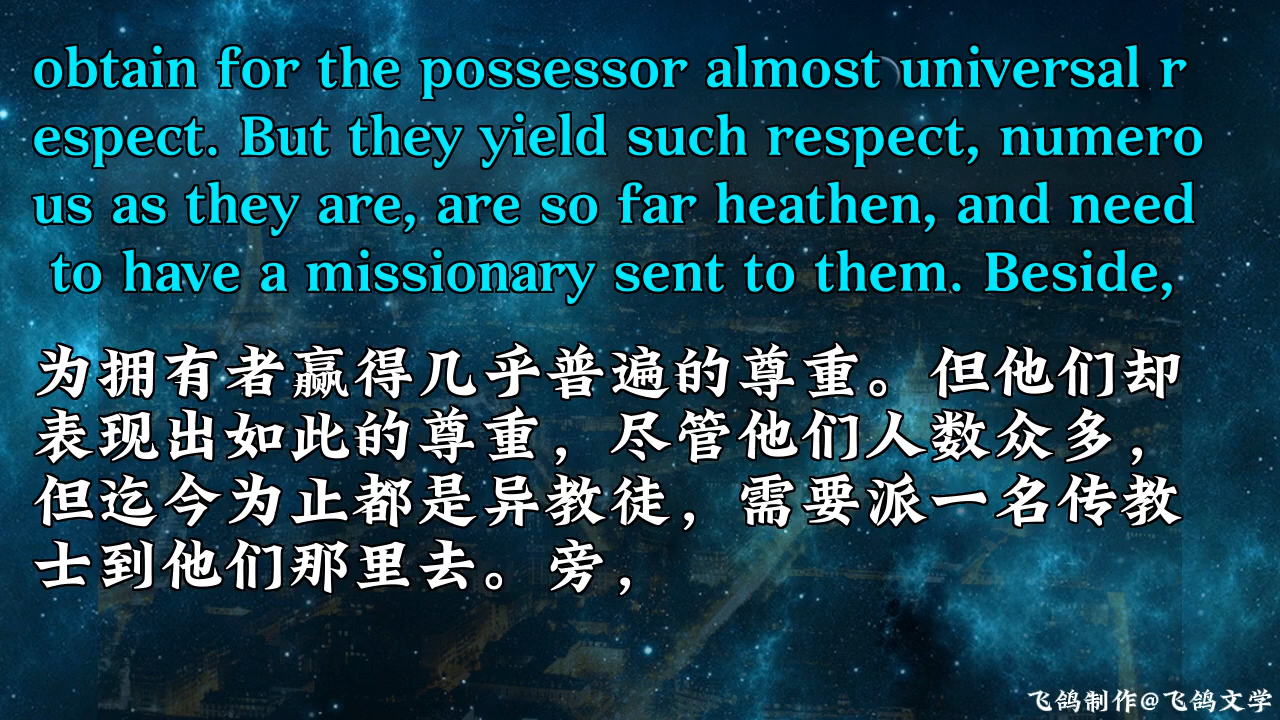 obtain for the possessor almost universal r
espect. But they yield such respect, numero
us as they are, are so far heathen, and need
to have a missionary sent to them. Beside,
为拥有者赢得几乎普遍的尊重。但他们却
表现出如此的尊重，尽管他们人数众多，
但迄今为止都是异教徒，需要派一名传教
士到他们那里去。旁，
飞鸽制作@飞鸽文学